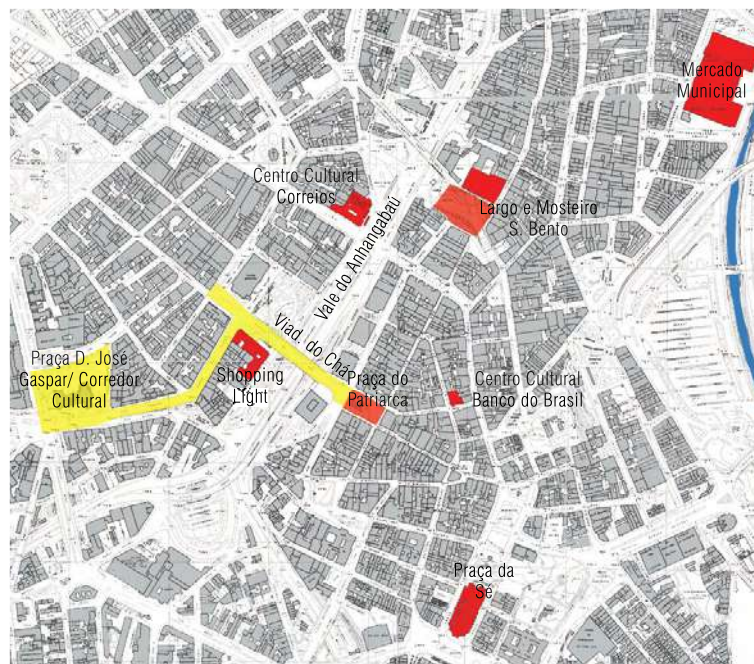 Mercado
Municipal
Centro Cultural
Correios
Largo e Mosteiro
S. Bento
Vale do Anhangabaú
Viad. do Chá
Praça D. José
Gaspar/ Corredor
Cultural
Shopping
Light
Praça do
Patriarca
Centro Cultural
Banco do Brasil
Praça da
Sé